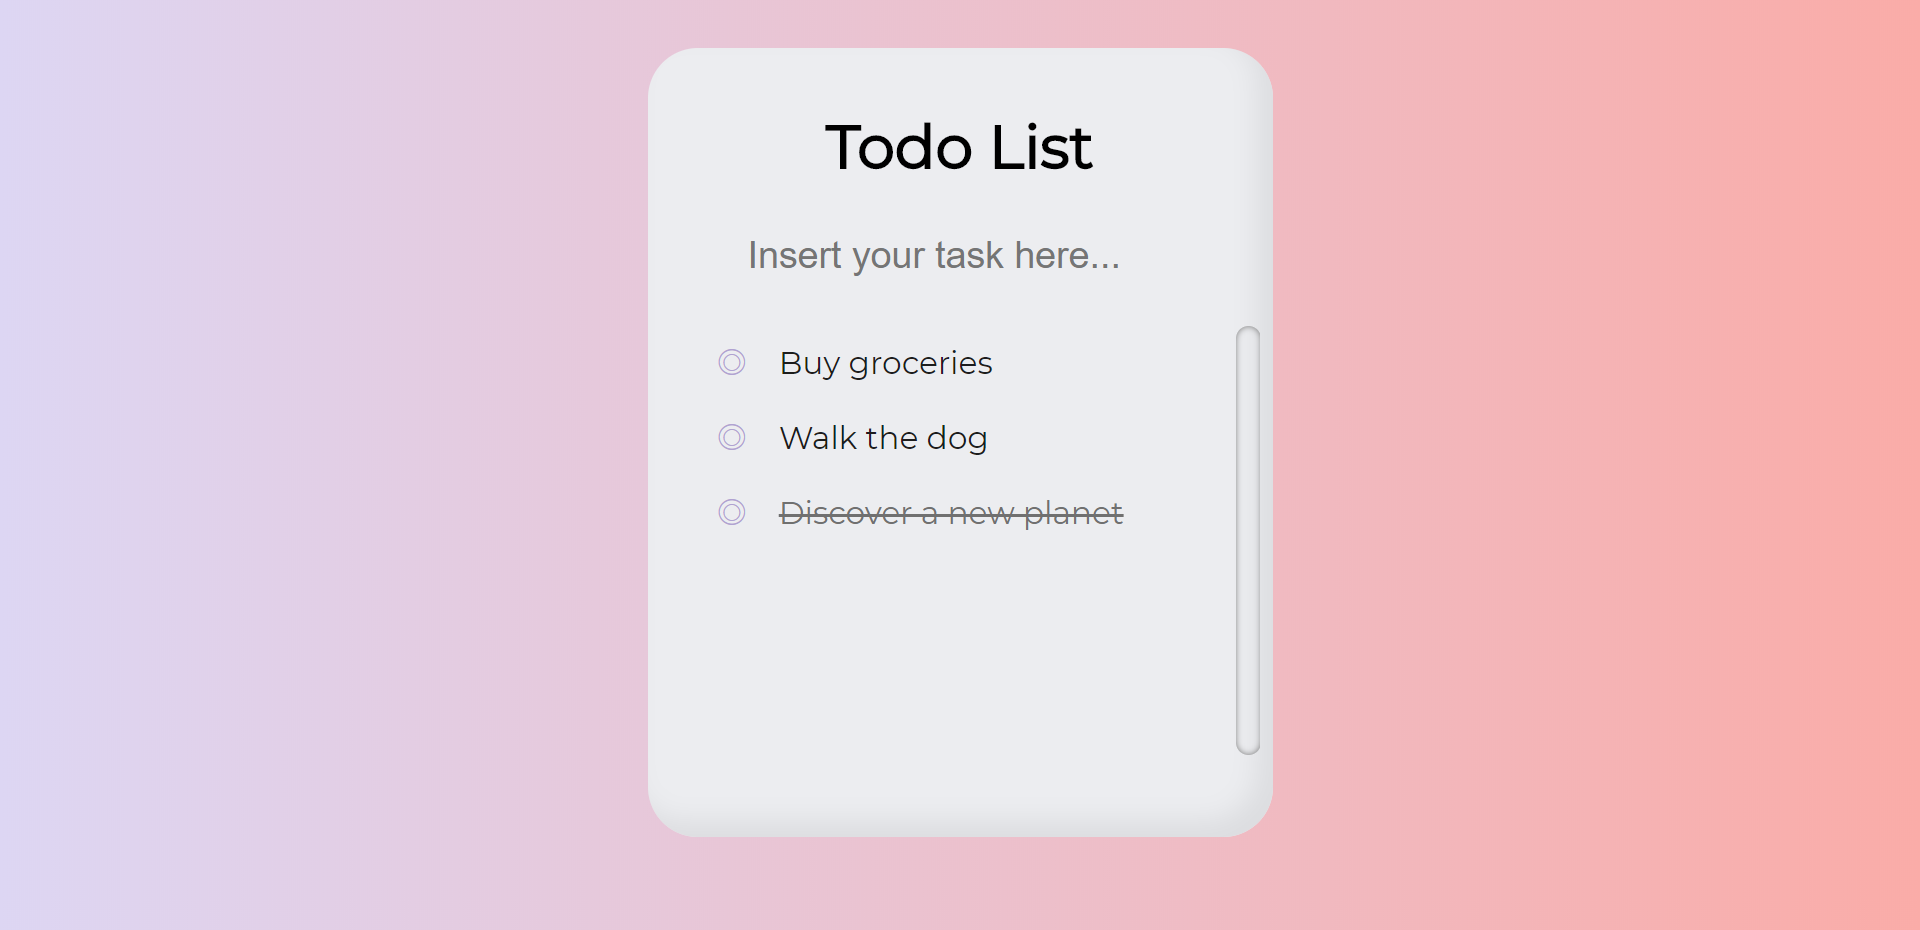 Todo List
Insert your task here...
Buy groceries
Walk the dog
Discover a new planet